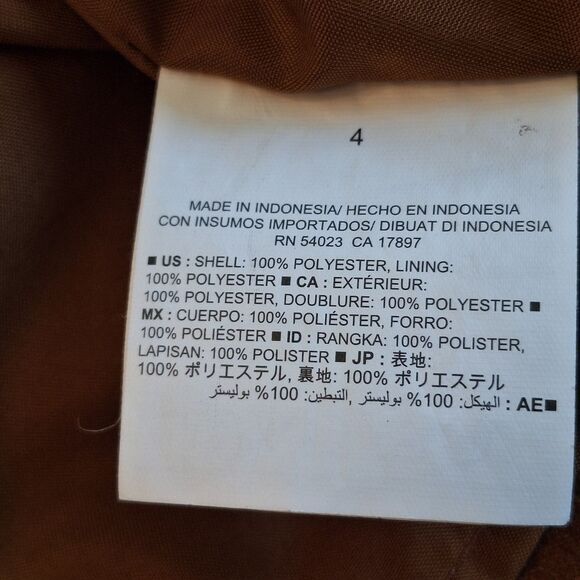 4
MADE IN INDONESIA/ HECHO EN INDONESIA
CON INSUMOS IMPORTADOS/ DIBUAT DI INDONESIA
RN 54023 CA 17897
■ US : SHELL: 100% POLYESTER, LINING:
100% POLYESTER ■ CA : EXTÉRIEUR:
100% POLYESTER, DOUBLURE: 100% POLYESTER ■
MX : CUERPO: 100% POLIÉSTER, FORRO:
100% POLIÉSTER ■ ID : RANGKA: 100% POLISTER,
LAPISAN: 100% POLISTER ■ JP : 表地:
100% ポリエステル, 裏地: 100% ポリエステル
■AE : الهيكل: 100% بوليستر, التبطين: 100% بوليستر